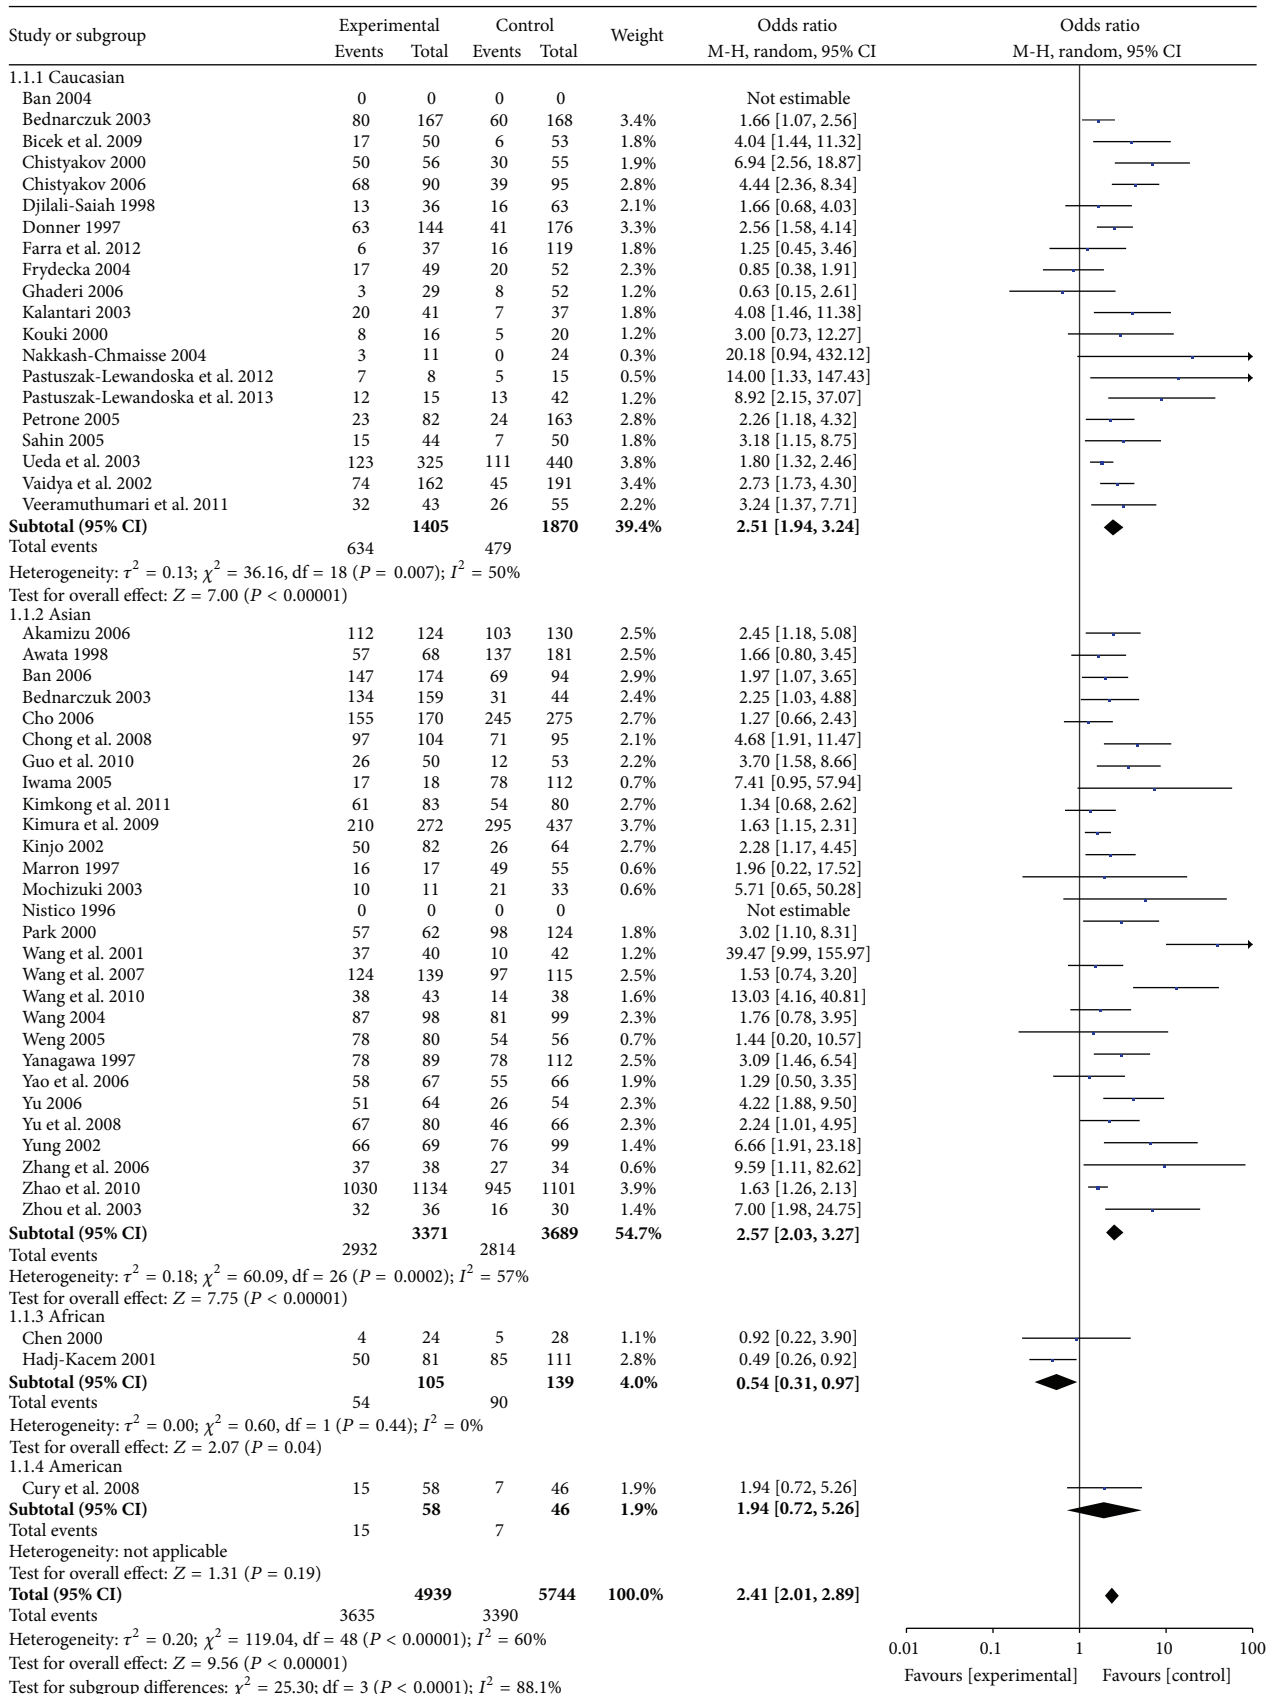 Study or subgroup Experimental Control Weight Odds ratio Odds ratio
Events Total Events Total M-H, random, 95% CI M-H, random, 95% CI
1.1.1 Caucasian
Ban 2004 0 0 0 0 Not estimable
Bednarczuk 2003 80 167 60 168 3.4% 1.66 [1.07, 2.56]
Bicek et al. 2009 17 50 6 53 1.8% 4.04 [1.44, 11.32]
Chistyakov 2000 50 56 30 55 1.9% 6.94 [2.56, 18.87]
Chistyakov 2006 68 90 39 95 2.8% 4.44 [2.36, 8.34]
Djilali-Saiah 1998 13 36 16 63 2.1% 1.66 [0.68, 4.03]
Donner 1997 63 144 41 176 3.3% 2.56 [1.58, 4.14]
Farra et al. 2012 6 37 16 119 1.8% 1.25 [0.45, 3.46]
Frydecka 2004 17 49 20 52 2.3% 0.85 [0.38, 1.91]
Ghaderi 2006 3 29 8 52 1.2% 0.63 [0.15, 2.61]
Kalantari 2003 20 41 7 37 1.8% 4.08 [1.46, 11.38]
Kouki 2000 8 16 5 20 1.2% 3.00 [0.73, 12.27]
Nakkash-Chmaisse 2004 3 11 0 24 0.3% 20.18 [0.94, 432.12]
Pastuszak-Lewandoska et al. 2012 7 8 5 15 0.5% 14.00 [1.33, 147.43]
Pastuszak-Lewandoska et al. 2013 12 15 13 42 1.2% 8.92 [2.15, 37.07]
Petrone 2005 23 82 24 163 2.8% 2.26 [1.18, 4.32]
Sahin 2005 15 44 7 50 1.8% 3.18 [1.15, 8.75]
Ueda et al. 2003 123 325 111 440 3.8% 1.80 [1.32, 2.46]
Vaidya et al. 2002 74 162 45 191 3.4% 2.73 [1.73, 4.30]
Veeramuthumari et al. 2011 32 43 26 55 2.2% 3.24 [1.37, 7.71]
Subtotal (95% CI) 1405 1870 39.4% 2.51 [1.94, 3.24]
Total events 634 479
Heterogeneity: τ² = 0.13; χ² = 36.16, df = 18 (P = 0.007); I² = 50%
Test for overall effect: Z = 7.00 (P < 0.00001)
1.1.2 Asian
Akamizu 2006 112 124 103 130 2.5% 2.45 [1.18, 5.08]
Awata 1998 57 68 137 181 2.5% 1.66 [0.80, 3.45]
Ban 2006 147 174 69 94 2.9% 1.97 [1.07, 3.65]
Bednarczuk 2003 134 159 31 44 2.4% 2.25 [1.03, 4.88]
Cho 2006 155 170 245 275 2.7% 1.27 [0.66, 2.43]
Chong et al. 2008 97 104 71 95 2.1% 4.68 [1.91, 11.47]
Guo et al. 2010 26 50 12 53 2.2% 3.70 [1.58, 8.66]
Iwama 2005 17 18 78 112 0.7% 7.41 [0.95, 57.94]
Kimkong et al. 2011 61 83 54 80 2.7% 1.34 [0.68, 2.62]
Kimura et al. 2009 210 272 295 437 3.7% 1.63 [1.15, 2.31]
Kinjo 2002 50 82 26 64 2.7% 2.28 [1.17, 4.45]
Marron 1997 16 17 49 55 0.6% 1.96 [0.22, 17.52]
Mochizuki 2003 10 11 21 33 0.6% 5.71 [0.65, 50.28]
Nistico 1996 0 0 0 0 Not estimable
Park 2000 57 62 98 124 1.8% 3.02 [1.10, 8.31]
Wang et al. 2001 37 40 10 42 1.2% 39.47 [9.99, 155.97]
Wang et al. 2007 124 139 97 115 2.5% 1.53 [0.74, 3.20]
Wang et al. 2010 38 43 14 38 1.6% 13.03 [4.16, 40.81]
Wang 2004 87 98 81 99 2.3% 1.76 [0.78, 3.95]
Weng 2005 78 80 54 56 0.7% 1.44 [0.20, 10.57]
Yanagawa 1997 78 89 78 112 2.5% 3.09 [1.46, 6.54]
Yao et al. 2006 58 67 55 66 1.9% 1.29 [0.50, 3.35]
Yu 2006 51 64 26 54 2.3% 4.22 [1.88, 9.50]
Yu et al. 2008 67 80 46 66 2.3% 2.24 [1.01, 4.95]
Yung 2002 66 69 76 99 1.4% 6.66 [1.91, 23.18]
Zhang et al. 2006 37 38 27 34 0.6% 9.59 [1.11, 82.62]
Zhao et al. 2010 1030 1134 945 1101 3.9% 1.63 [1.26, 2.13]
Zhou et al. 2003 32 36 16 30 1.4% 7.00 [1.98, 24.75]
Subtotal (95% CI) 3371 3689 54.7% 2.57 [2.03, 3.27]
Total events 2932 2814
Heterogeneity: τ² = 0.18; χ² = 60.09, df = 26 (P = 0.0002); I² = 57%
Test for overall effect: Z = 7.75 (P < 0.00001)
1.1.3 African
Chen 2000 4 24 5 28 1.1% 0.92 [0.22, 3.90]
Hadj-Kacem 2001 50 81 85 111 2.8% 0.49 [0.26, 0.92]
Subtotal (95% CI) 105 139 4.0% 0.54 [0.31, 0.97]
Total events 54 90
Heterogeneity: τ² = 0.00; χ² = 0.60, df = 1 (P = 0.44); I² = 0%
Test for overall effect: Z = 2.07 (P = 0.04)
1.1.4 American
Cury et al. 2008 15 58 7 46 1.9% 1.94 [0.72, 5.26]
Subtotal (95% CI) 58 46 1.9% 1.94 [0.72, 5.26]
Total events 15 7
Heterogeneity: not applicable
Test for overall effect: Z = 1.31 (P = 0.19)
Total (95% CI) 4939 5744 100.0% 2.41 [2.01, 2.89]
Total events 3635 3390
Heterogeneity: τ² = 0.20; χ² = 119.04, df = 48 (P < 0.00001); I² = 60%
Test for overall effect: Z = 9.56 (P < 0.00001)
Test for subgroup differences: χ² = 25.30; df = 3 (P < 0.0001); I² = 88.1%
0.01 0.1 1 10 100
Favours [experimental] Favours [control]